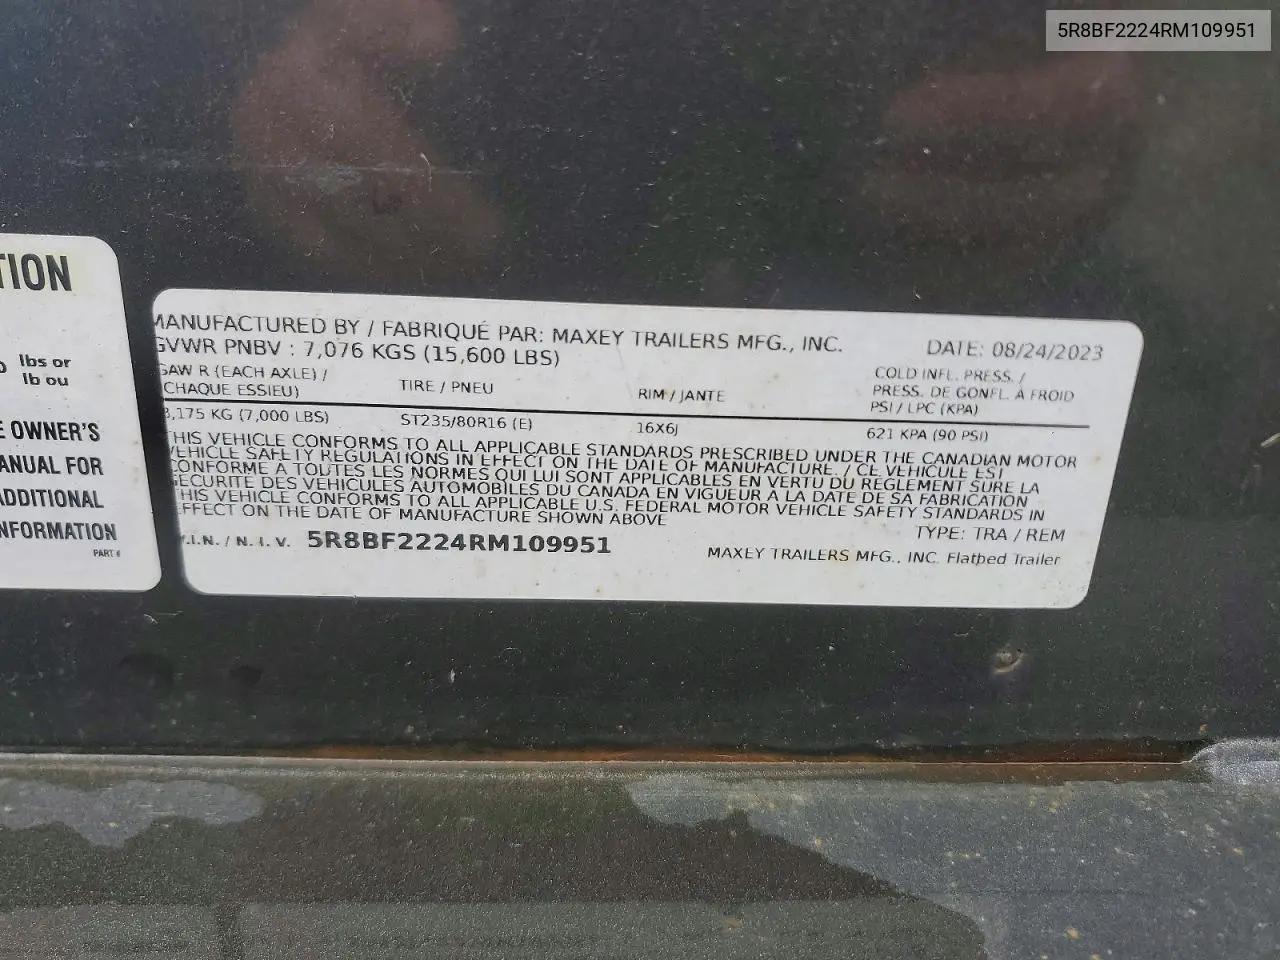 5R8BF2224RM109951
TION
lbs or
lb ou
OWNER'S
ANUAL FOR
ADDITIONAL
NFORMATION
PART #
MANUFACTURED BY / FABRIQUÉ PAR: MAXEY TRAILERS MFG., INC.
DATE: 08/24/2023
GVWR PNBV : 7,076 KGS (15,600 LBS)
GAW R (EACH AXLE) /
CHAQUE ESSIEU)
TIRE / PNEU
RIM / JANTE
COLD INFL. PRESS. /
PRESS. DE GONFL. A FROID
PSI / LPC (KPA)
3,175 KG (7,000 LBS)
ST235/80R16 (E)
16X6J
621 KPA (90 PSI)
THIS VEHICLE CONFORMS TO ALL APPLICABLE STANDARDS PRESCRIBED UNDER THE CANADIAN MOTOR
VEHICLE SAFETY REGULATIONS IN EFFECT ON THE DATE OF MANUFACTURE. / CE VEHICULE EST
CONFORME A TOUTES LES NORMES QUI LUI SONT APPLICABLES EN VERTU DU REGLEMENT SURE LA
SECURITE DES VEHICULES AUTOMOBILES DU CANADA EN VIGUEUR A LA DATE DE SA FABRICATION
THIS VEHICLE CONFORMS TO ALL APPLICABLE U.S. FEDERAL MOTOR VEHICLE SAFETY STANDARDS IN
EFFECT ON THE DATE OF MANUFACTURE SHOWN ABOVE
TYPE: TRA / REM
V.I.N. / N. I. V. 5R8BF2224RM109951
MAXEY TRAILERS MFG., INC. Flatbed Trailer